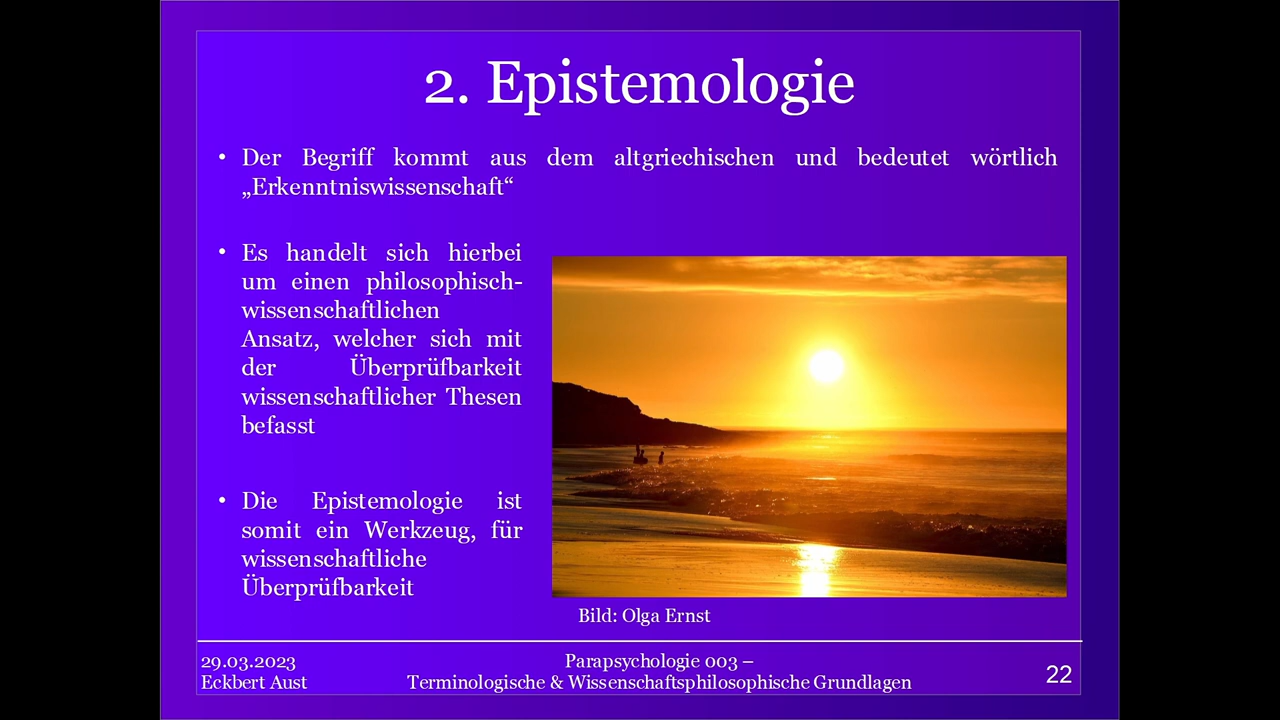 2. Epistemologie
• Der Begriff kommt aus dem altgriechischen und bedeutet wörtlich
„Erkenntniswissenschaft“
• Es handelt sich hierbei
um einen philosophisch-
wissenschaftlichen
Ansatz, welcher sich mit
der Überprüfbarkeit
wissenschaftlicher Thesen
befasst
• Die Epistemologie ist
somit ein Werkzeug, für
wissenschaftliche
Überprüfbarkeit
Bild: Olga Ernst
29.03.2023
Eckbert Aust
Parapsychologie 003 –
Terminologische & Wissenschaftsphilosophische Grundlagen
22